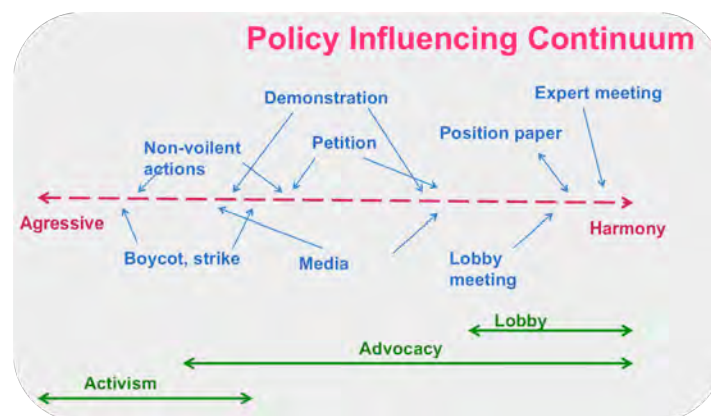 Policy Influencing Continuum
Demonstration
Expert meeting
Non-voilent
actions
Petition
Position paper
Agressive
Harmony
Boycot, strike
Media
Lobby
meeting
Lobby
Advocacy
Activism